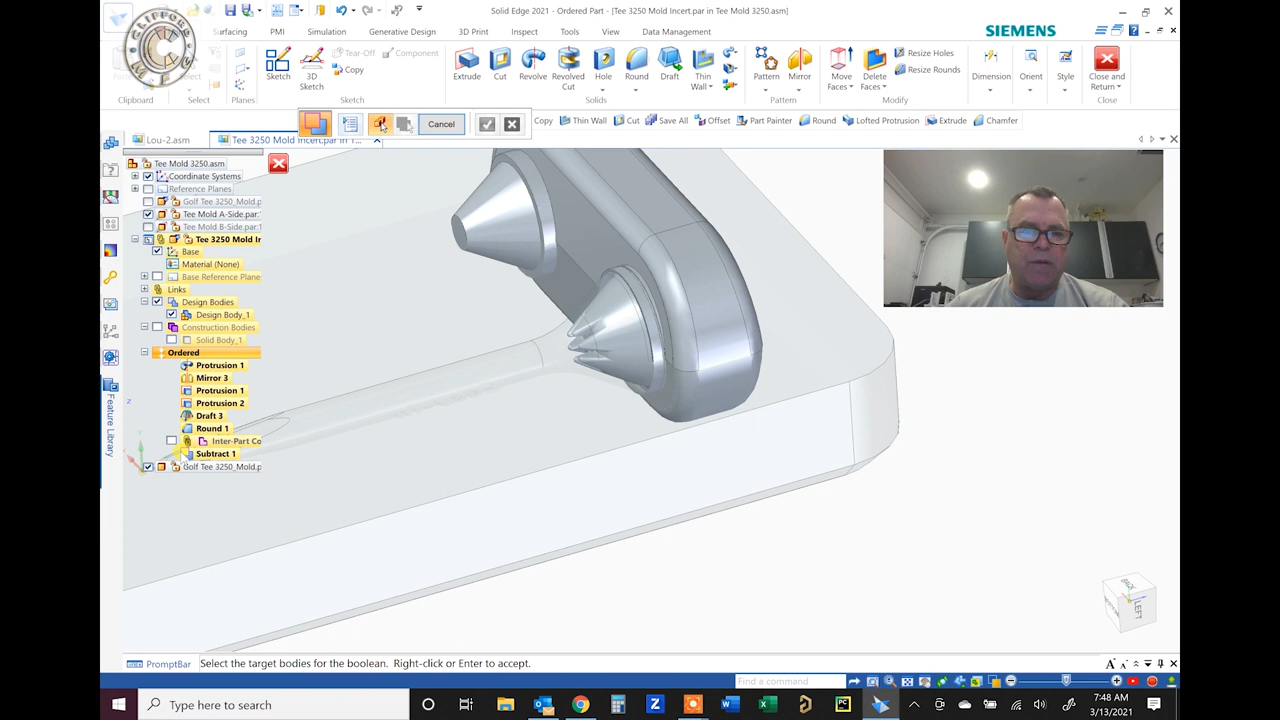 Solid Edge 2021 - Ordered Part - [Tee 3250 Mold Incert.par in Tee Mold 3250.asm]
Surfacing PMI Simulation Generative Design 3D Print Inspect Tools View Data Management
SIEMENS
CLIFFORD
Tear-Off Component
Copy
Sketch 3D Sketch
Extrude Cut Revolve Revolved Cut Hole Round Draft Thin Wall
Pattern Mirror
Move Faces Delete Faces
Resize Holes
Resize Rounds
Close and Return
Dimension Orient Style
Clipboard Select Planes Sketch Solids Pattern Modify Close
Cancel
Copy Thin Wall Cut Save All Offset Part Painter Round Lofted Protrusion Extrude Chamfer
Lou-2.asm Tee 3250 Mold Incert.par in T...
Tee Mold 3250.asm
Coordinate Systems
Reference Planes
Golf Tee 3250_Mold.p
Tee Mold A-Side.par:1
Tee Mold B-Side.par:1
Tee 3250 Mold Ir
Base
Material (None)
Base Reference Plane
Links
Design Bodies
Design Body_1
Construction Bodies
Solid Body_1
Ordered
Protrusion 1
Mirror 3
Protrusion 1
Protrusion 2
Draft 3
Round 1
Inter-Part Co
Subtract 1
Golf Tee 3250_Mold.p
Feature Library
BACK
LEFT
BOTTOM
PromptBar Select the target bodies for the boolean. Right-click or Enter to accept.
Find a command
Type here to search
7:48 AM
3/13/2021